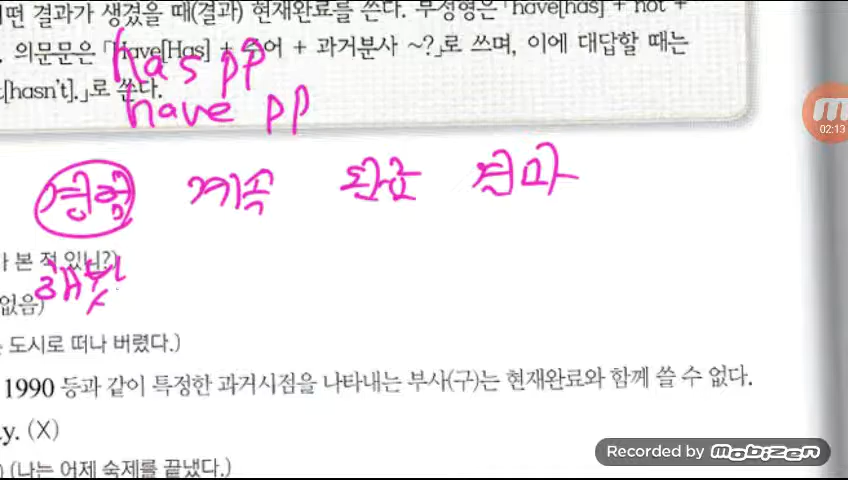 떤 결과가 생겼을 때(결과) 현재완료를 쓴다. 부정형은 「have[has] + not +
. 의문문은 「Have[Has] + 주어 + 과거분사 ~?」로 쓰며, 이에 대답할 때는
has pp
t[hasn't].」로 쓴다.
have pp
02:13
경험 계속 완료 결과
가 본 적 있니?)
해봤
없음)
는 도시로 떠나 버렸다.)
1990 등과 같이 특정한 과거시점을 나타내는 부사(구)는 현재완료와 함께 쓸 수 없다.
ay. (X)
) (나는 어제 숙제를 끝냈다.)
Recorded by Mobizen